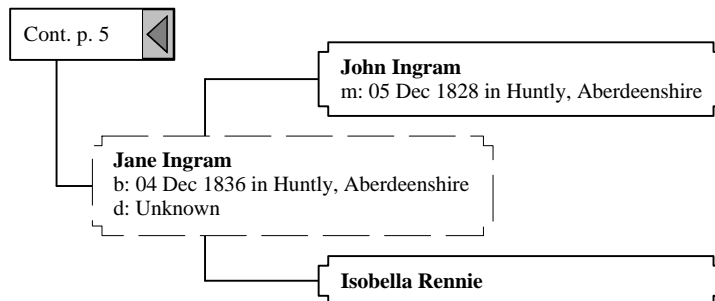 Cont. p. 5
John Ingram
m: 05 Dec 1828 in Huntly, Aberdeenshire
Jane Ingram
b: 04 Dec 1836 in Huntly, Aberdeenshire
d: Unknown
Isobella Rennie